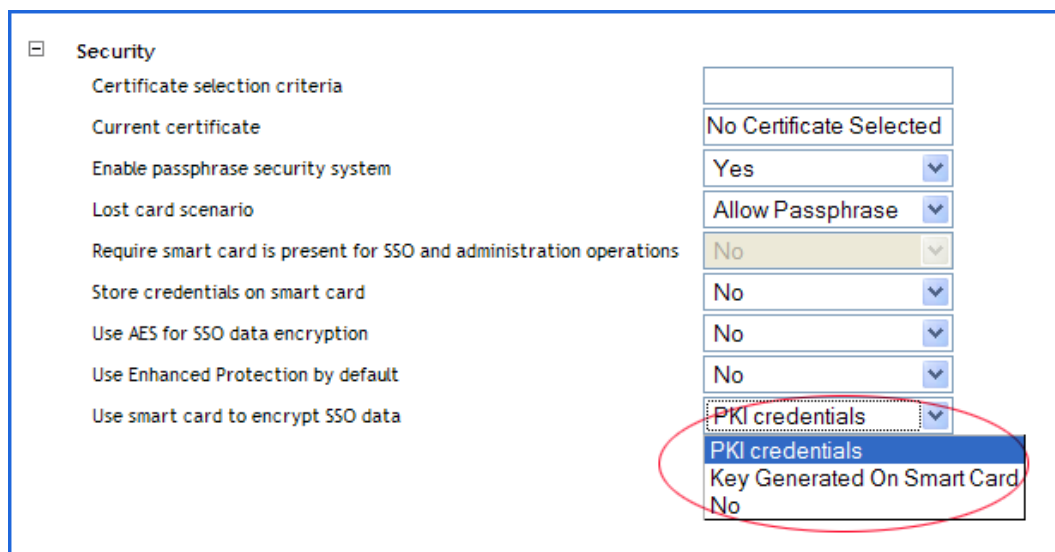 Security
Certificate selection criteria
Current certificate No Certificate Selected
Enable passphrase security system Yes
Lost card scenario Allow Passphrase
Require smart card is present for SSO and administration operations No
Store credentials on smart card No
Use AES for SSO data encryption No
Use Enhanced Protection by default No
Use smart card to encrypt SSO data PKI credentials
PKI credentials
Key Generated On Smart Card
No